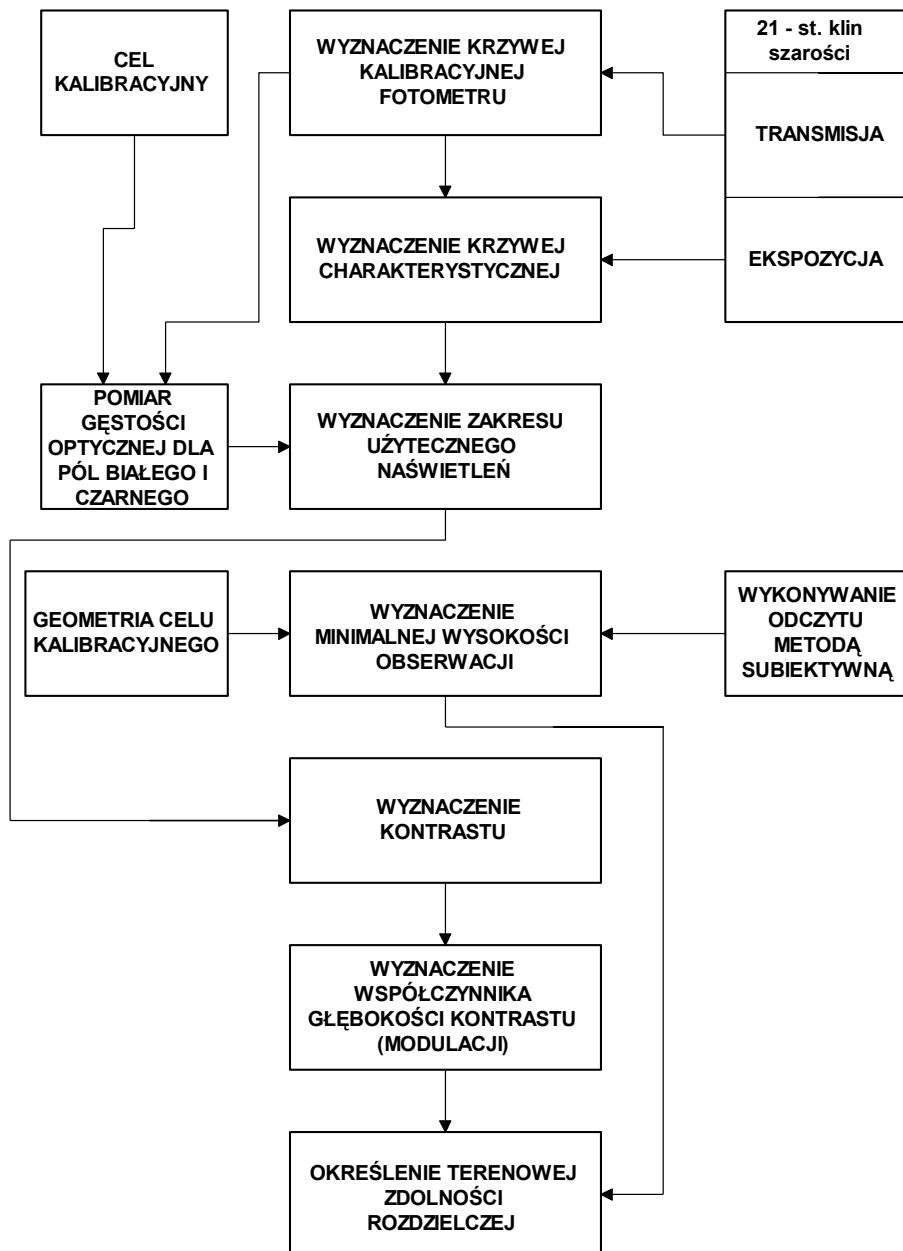 CEL
KALIBRACYJNY
WYZNACZENIE KRZYWEJ
KALIBRACYJNEJ
FOTOMETRU
21 - st. klin
szarości
TRANSMISJA
WYZNACZENIE KRZYWEJ
CHARAKTERYSTYCZNEJ
EKSPOZYCJA
POMIAR
GĘSTOŚCI
OPTYCZNEJ DLA
PÓL BIAŁEGO I
CZARNEGO
WYZNACZENIE ZAKRESU
UŻYTECZNEGO
NAŚWIETLEŃ
GEOMETRIA CELU
KALIBRACYJNEGO
WYZNACZENIE
MINIMALNEJ WYSOKOŚCI
OBSERWACJI
WYKONYWANIE
ODCZYTU
METODĄ
SUBIEKTYWNĄ
WYZNACZENIE
KONTRASTU
WYZNACZENIE
WSPÓŁCZYNNIKA
GŁĘBOKOŚCI KONTRASTU
(MODULACJI)
OKREŚLENIE TERENOWEJ
ZDOLNOŚCI
ROZDZIELCZEJ